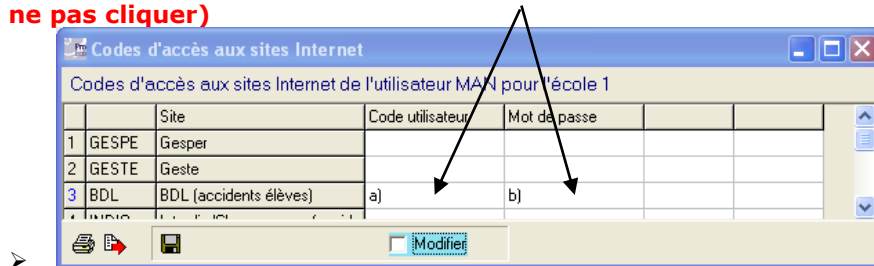 ne pas cliquer)
Codes d'accès aux sites Internet
Codes d'accès aux sites Internet de l'utilisateur MAN pour l'école 1
Site Code utilisateur Mot de passe
1 GESPE Gesper
2 GESTE Geste
3 BDL BDL (accidents élèves) a) b)
Modifier